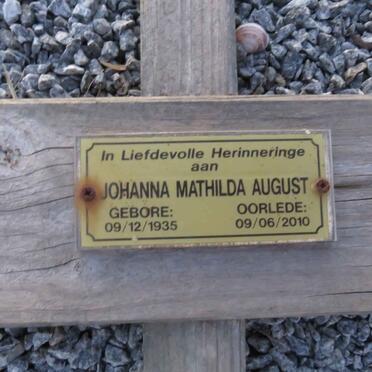 In Liefdevolle Herinneringe
aan
JOHANNA MATHILDA AUGUST
GEBORE: OORLEDE:
09/12/1935 09/06/2010